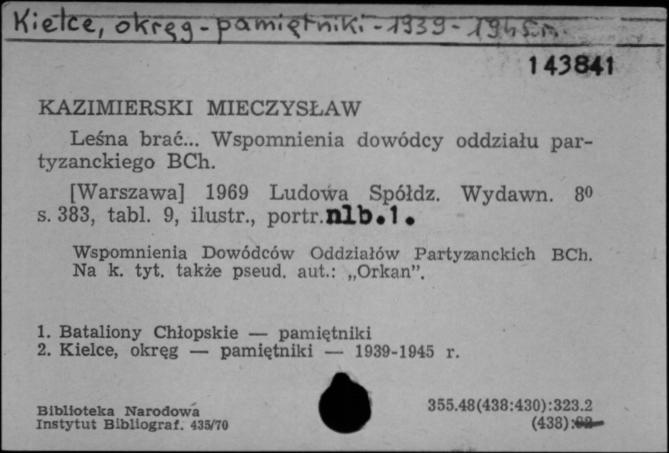 Kielce, okręg - pamiętniki - 1939 - 1945 r.
143841
KAZIMIERSKI MIECZYSŁAW
Leśna brać... Wspomnienia dowódcy oddziału par-
tyzanckiego BCh.
[Warszawa] 1969 Ludowa Spółdz. Wydawn. 8⁰
s. 383, tabl. 9, ilustr., portr. nlb.1.
Wspomnienia Dowódców Oddziałów Partyzanckich BCh.
Na k. tyt. także pseud. aut.: „Orkan”.
1. Bataliony Chłopskie — pamiętniki
2. Kielce, okręg — pamiętniki — 1939-1945 r.
Biblioteka Narodowa
Instytut Bibliograf. 435/70
355.48(438:430):323.2
(438):